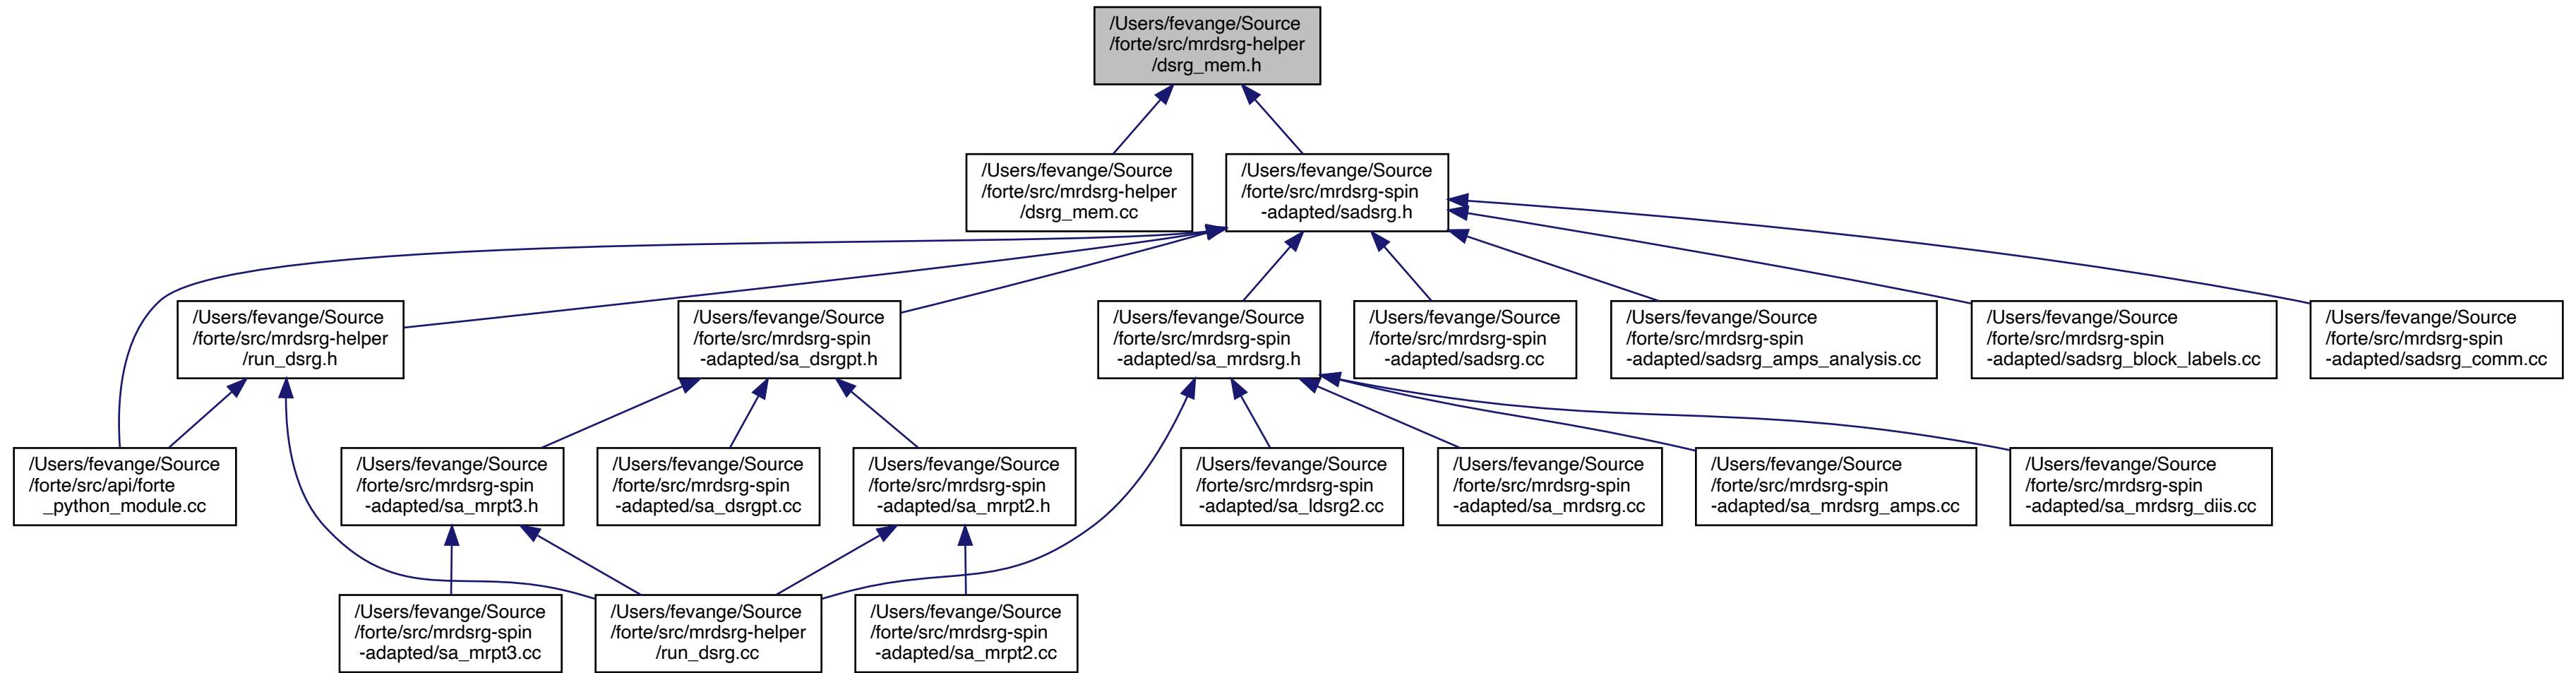 /Users/fevange/Source
/forte/src/mrdsrg-helper
/dsrg_mem.h
/Users/fevange/Source
/forte/src/mrdsrg-helper
/dsrg_mem.cc
/Users/fevange/Source
/forte/src/mrdsrg-spin
-adapted/sadsrg.h
/Users/fevange/Source
/forte/src/mrdsrg-helper
/run_dsrg.h
/Users/fevange/Source
/forte/src/mrdsrg-spin
-adapted/sa_dsrgpt.h
/Users/fevange/Source
/forte/src/mrdsrg-spin
-adapted/sa_mrdsrg.h
/Users/fevange/Source
/forte/src/mrdsrg-spin
-adapted/sadsrg.cc
/Users/fevange/Source
/forte/src/mrdsrg-spin
-adapted/sadsrg_amps_analysis.cc
/Users/fevange/Source
/forte/src/mrdsrg-spin
-adapted/sadsrg_block_labels.cc
/Users/fevange/Source
/forte/src/mrdsrg-spin
-adapted/sadsrg_comm.cc
/Users/fevange/Source
/forte/src/api/forte
_python_module.cc
/Users/fevange/Source
/forte/src/mrdsrg-spin
-adapted/sa_mrpt3.h
/Users/fevange/Source
/forte/src/mrdsrg-spin
-adapted/sa_dsrgpt.cc
/Users/fevange/Source
/forte/src/mrdsrg-spin
-adapted/sa_mrpt2.h
/Users/fevange/Source
/forte/src/mrdsrg-spin
-adapted/sa_ldsrg2.cc
/Users/fevange/Source
/forte/src/mrdsrg-spin
-adapted/sa_mrdsrg.cc
/Users/fevange/Source
/forte/src/mrdsrg-spin
-adapted/sa_mrdsrg_amps.cc
/Users/fevange/Source
/forte/src/mrdsrg-spin
-adapted/sa_mrdsrg_diis.cc
/Users/fevange/Source
/forte/src/mrdsrg-spin
-adapted/sa_mrpt3.cc
/Users/fevange/Source
/forte/src/mrdsrg-helper
/run_dsrg.cc
/Users/fevange/Source
/forte/src/mrdsrg-spin
-adapted/sa_mrpt2.cc